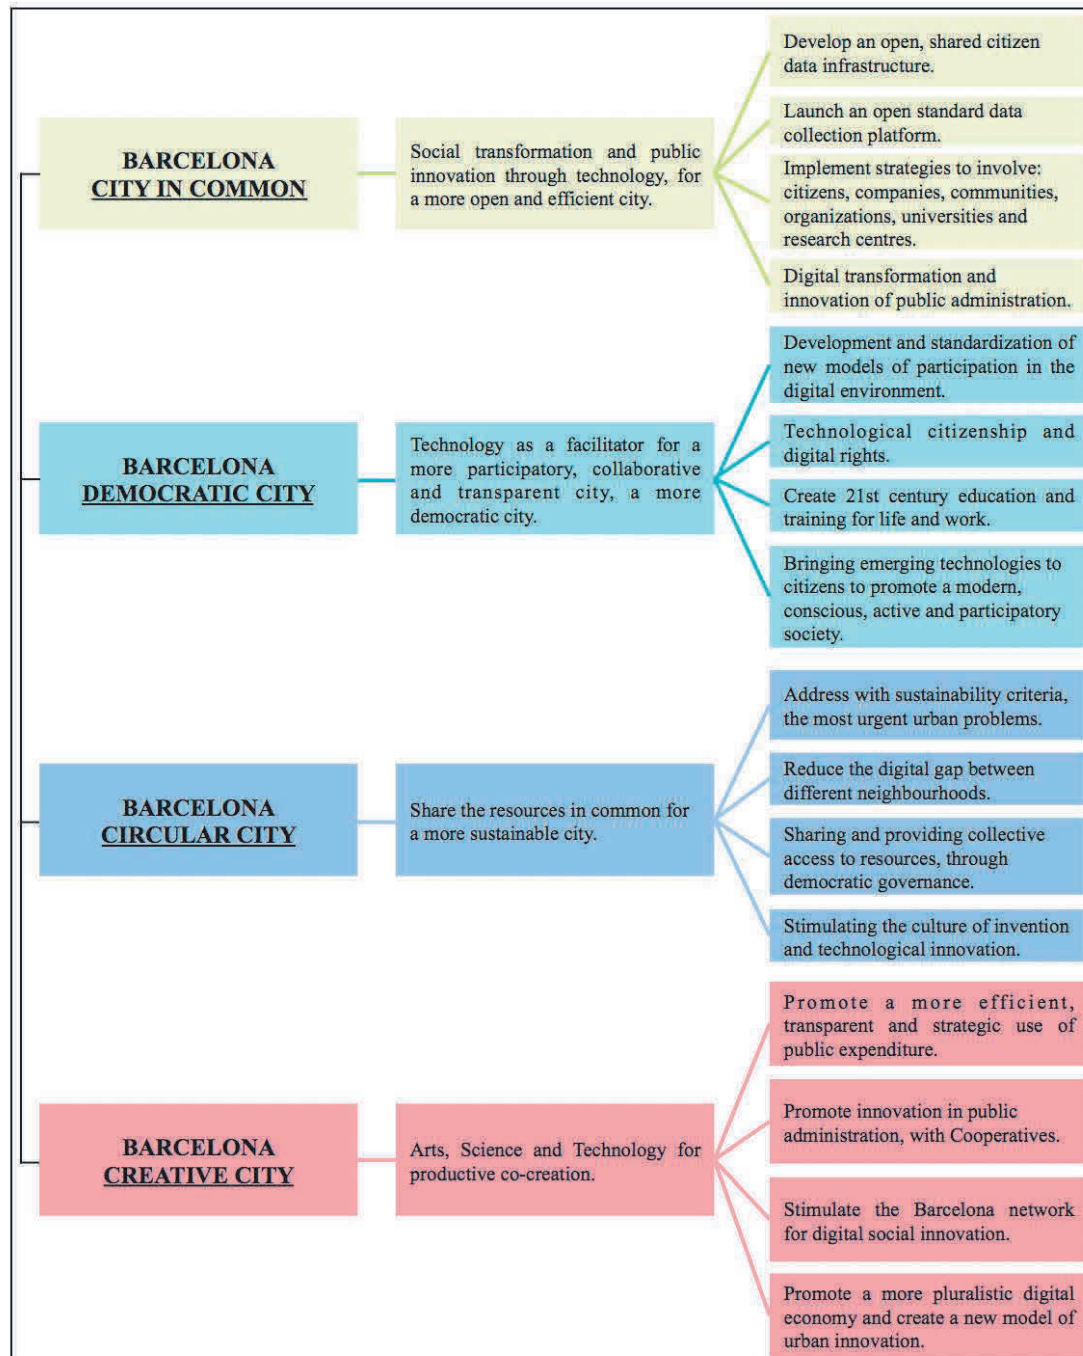 BARCELONA
CITY IN COMMON
Social transformation and public
innovation through technology, for
a more open and efficient city.
Develop an open, shared citizen
data infrastructure.
Launch an open standard data
collection platform.
Implement strategies to involve:
citizens, companies, communities,
organizations, universities and
research centres.
Digital transformation and
innovation of public administration.
BARCELONA
DEMOCRATIC CITY
Technology as a facilitator for a
more participatory, collaborative
and transparent city, a more
democratic city.
Development and standardization of
new models of participation in the
digital environment.
Technological citizenship and
digital rights.
Create 21st century education and
training for life and work.
Bringing emerging technologies to
citizens to promote a modern,
conscious, active and participatory
society.
BARCELONA
CIRCULAR CITY
Share the resources in common for
a more sustainable city.
Address with sustainability criteria,
the most urgent urban problems.
Reduce the digital gap between
different neighbourhoods.
Sharing and providing collective
access to resources, through
democratic governance.
Stimulating the culture of invention
and technological innovation.
BARCELONA
CREATIVE CITY
Arts, Science and Technology for
productive co-creation.
Promote a more efficient,
transparent and strategic use of
public expenditure.
Promote innovation in public
administration, with Cooperatives.
Stimulate the Barcelona network
for digital social innovation.
Promote a more pluralistic digital
economy and create a new model of
urban innovation.